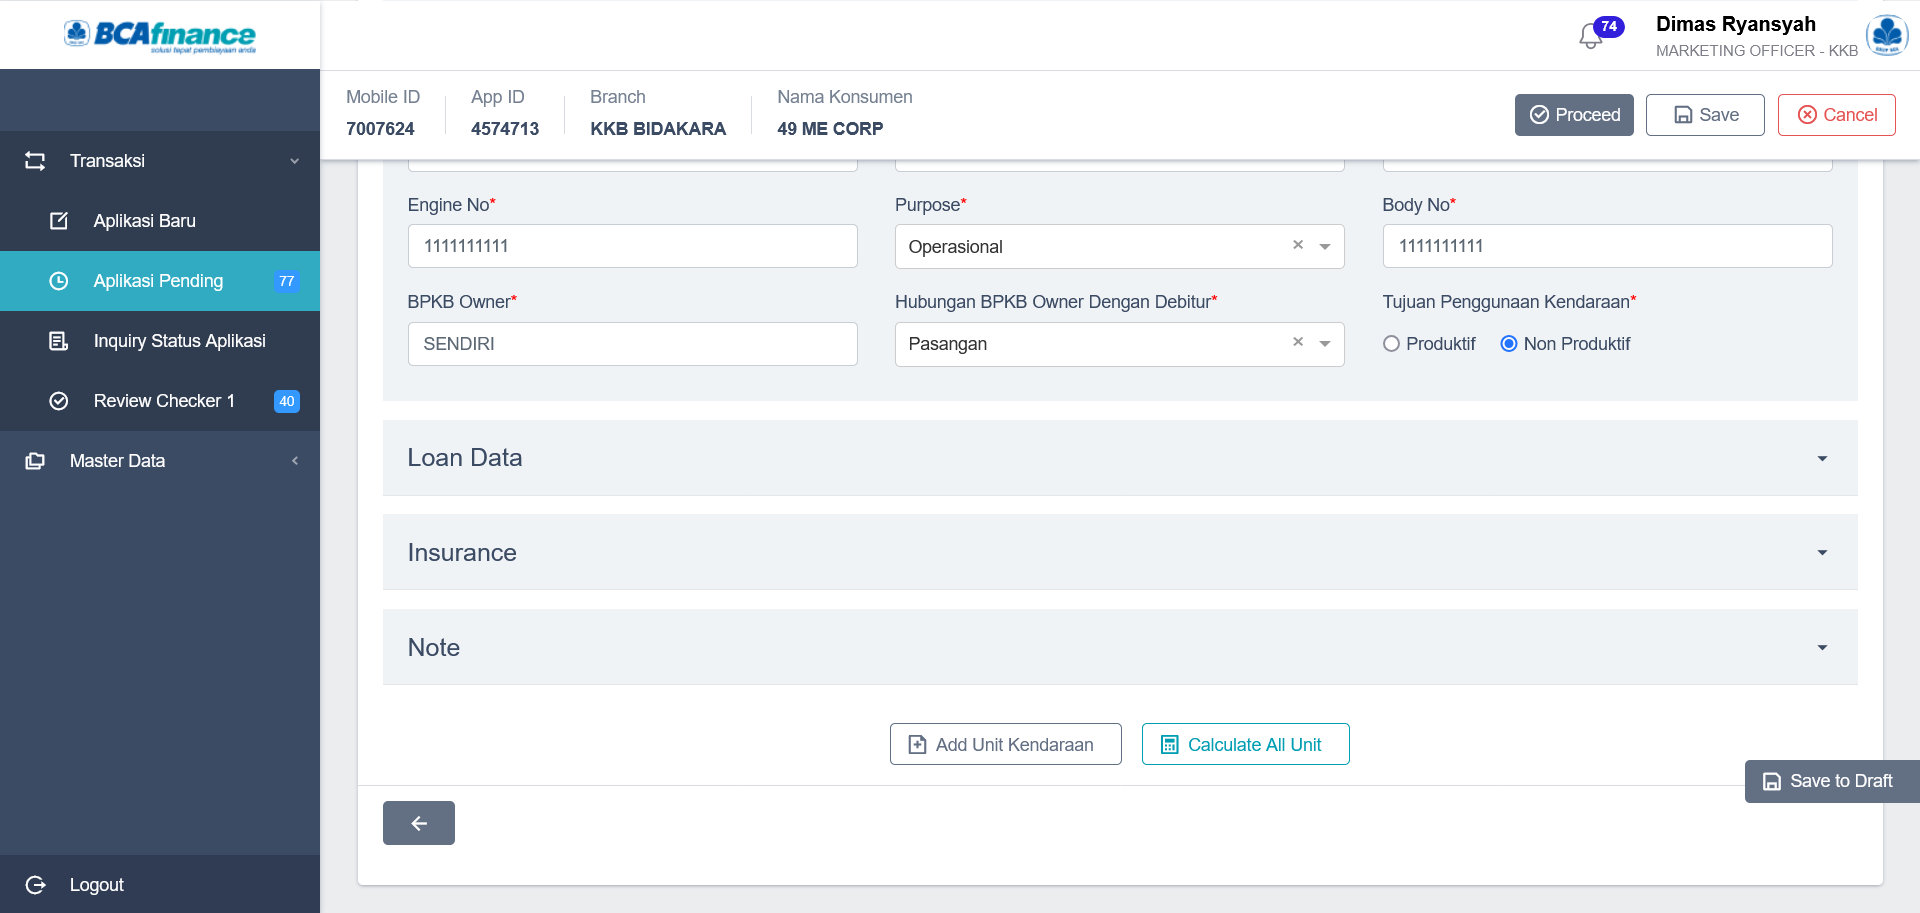 BCAfinance
solusi tepat pembiayaan anda
74
Dimas Ryansyah
MARKETING OFFICER - KKB
Mobile ID
7007624
App ID
4574713
Branch
KKB BIDAKARA
Nama Konsumen
49 ME CORP
Proceed
Save
Cancel
Transaksi
Aplikasi Baru
Aplikasi Pending
77
Inquiry Status Aplikasi
Review Checker 1
40
Master Data
Logout
Engine No*
1111111111
Purpose*
Operasional
Body No*
1111111111
BPKB Owner*
SENDIRI
Hubungan BPKB Owner Dengan Debitur*
Pasangan
Tujuan Penggunaan Kendaraan*
Produktif
Non Produktif
Loan Data
Insurance
Note
Add Unit Kendaraan
Calculate All Unit
Save to Draft